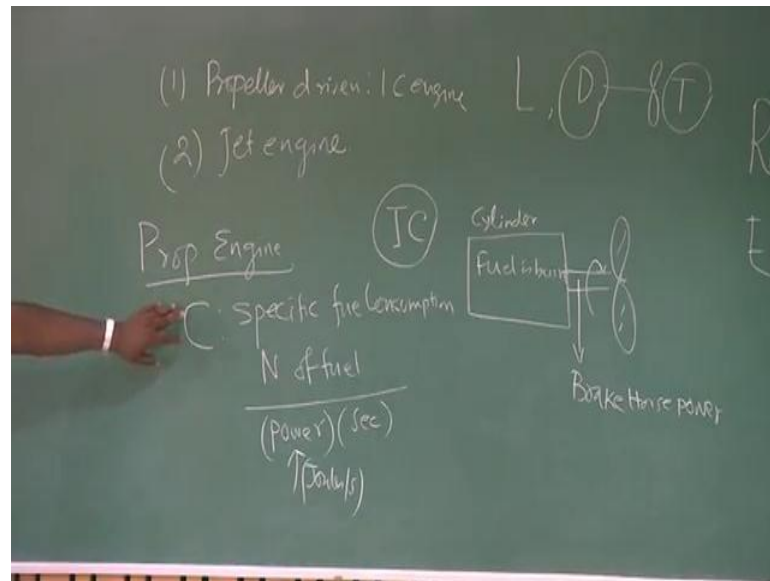 (1) Propeller driven: IC engine
L, D T
(2) Jet engine
R
Prop Engine
IC
Cylinder
Fuel is burn
E
C: Specific fuel Consumption
N of fuel
(power) (sec)
(Joules/s)
Brake Horse power